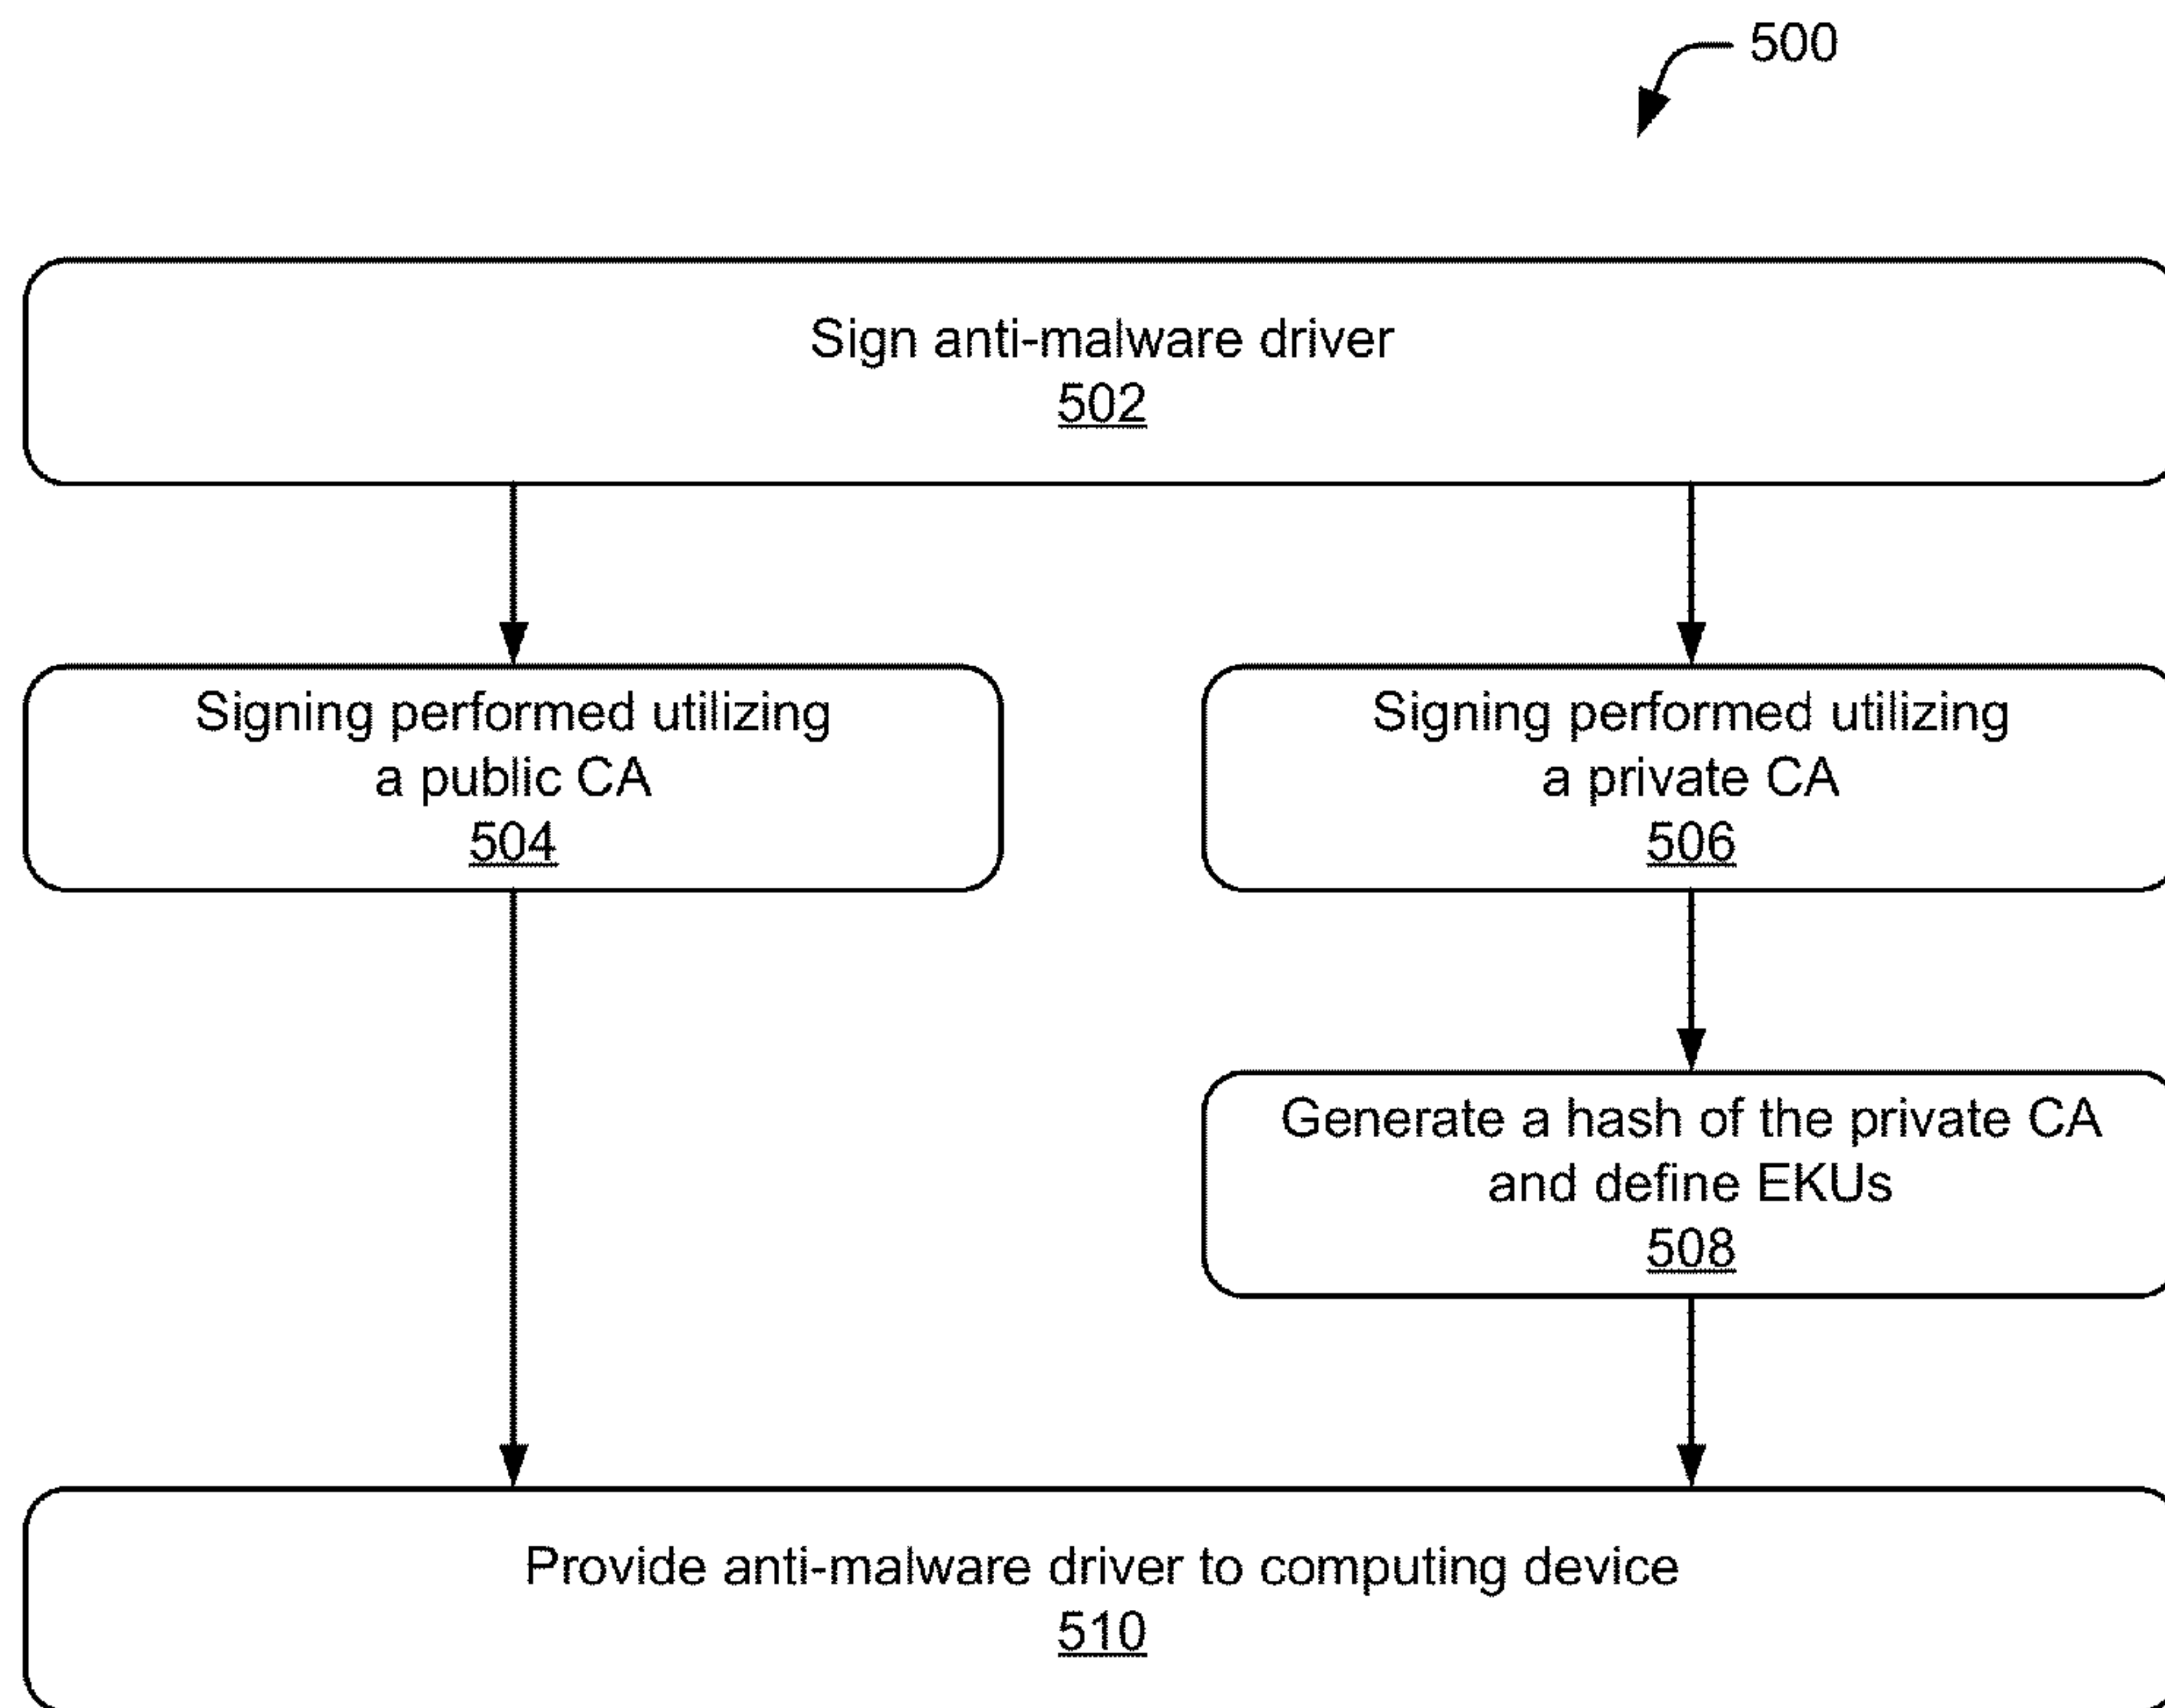 500
Sign anti-malware driver
502
Signing performed utilizing
a public CA
504
Signing performed utilizing
a private CA
506
Generate a hash of the private CA
and define EKUs
508
Provide anti-malware driver to computing device
510